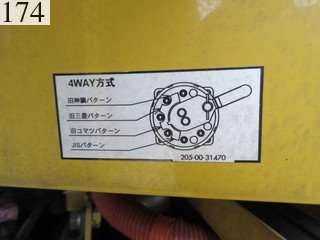 174
4WAY方式
旧神鋼パターン
旧三菱パターン
旧コマツパターン
JISパターン
205-00-31470